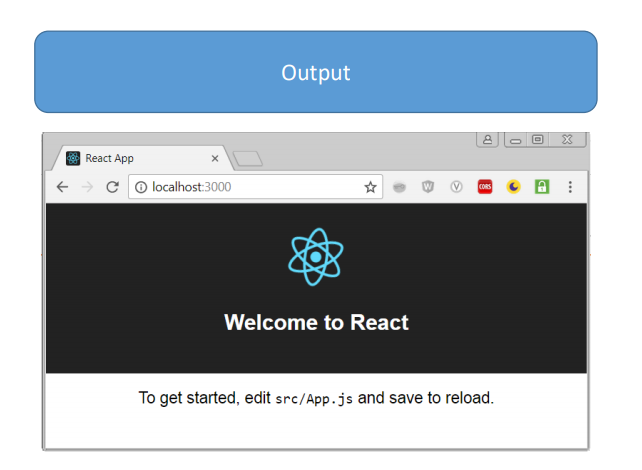 Output
React App
localhost:3000
CORS
Welcome to React
To get started, edit src/App.js and save to reload.